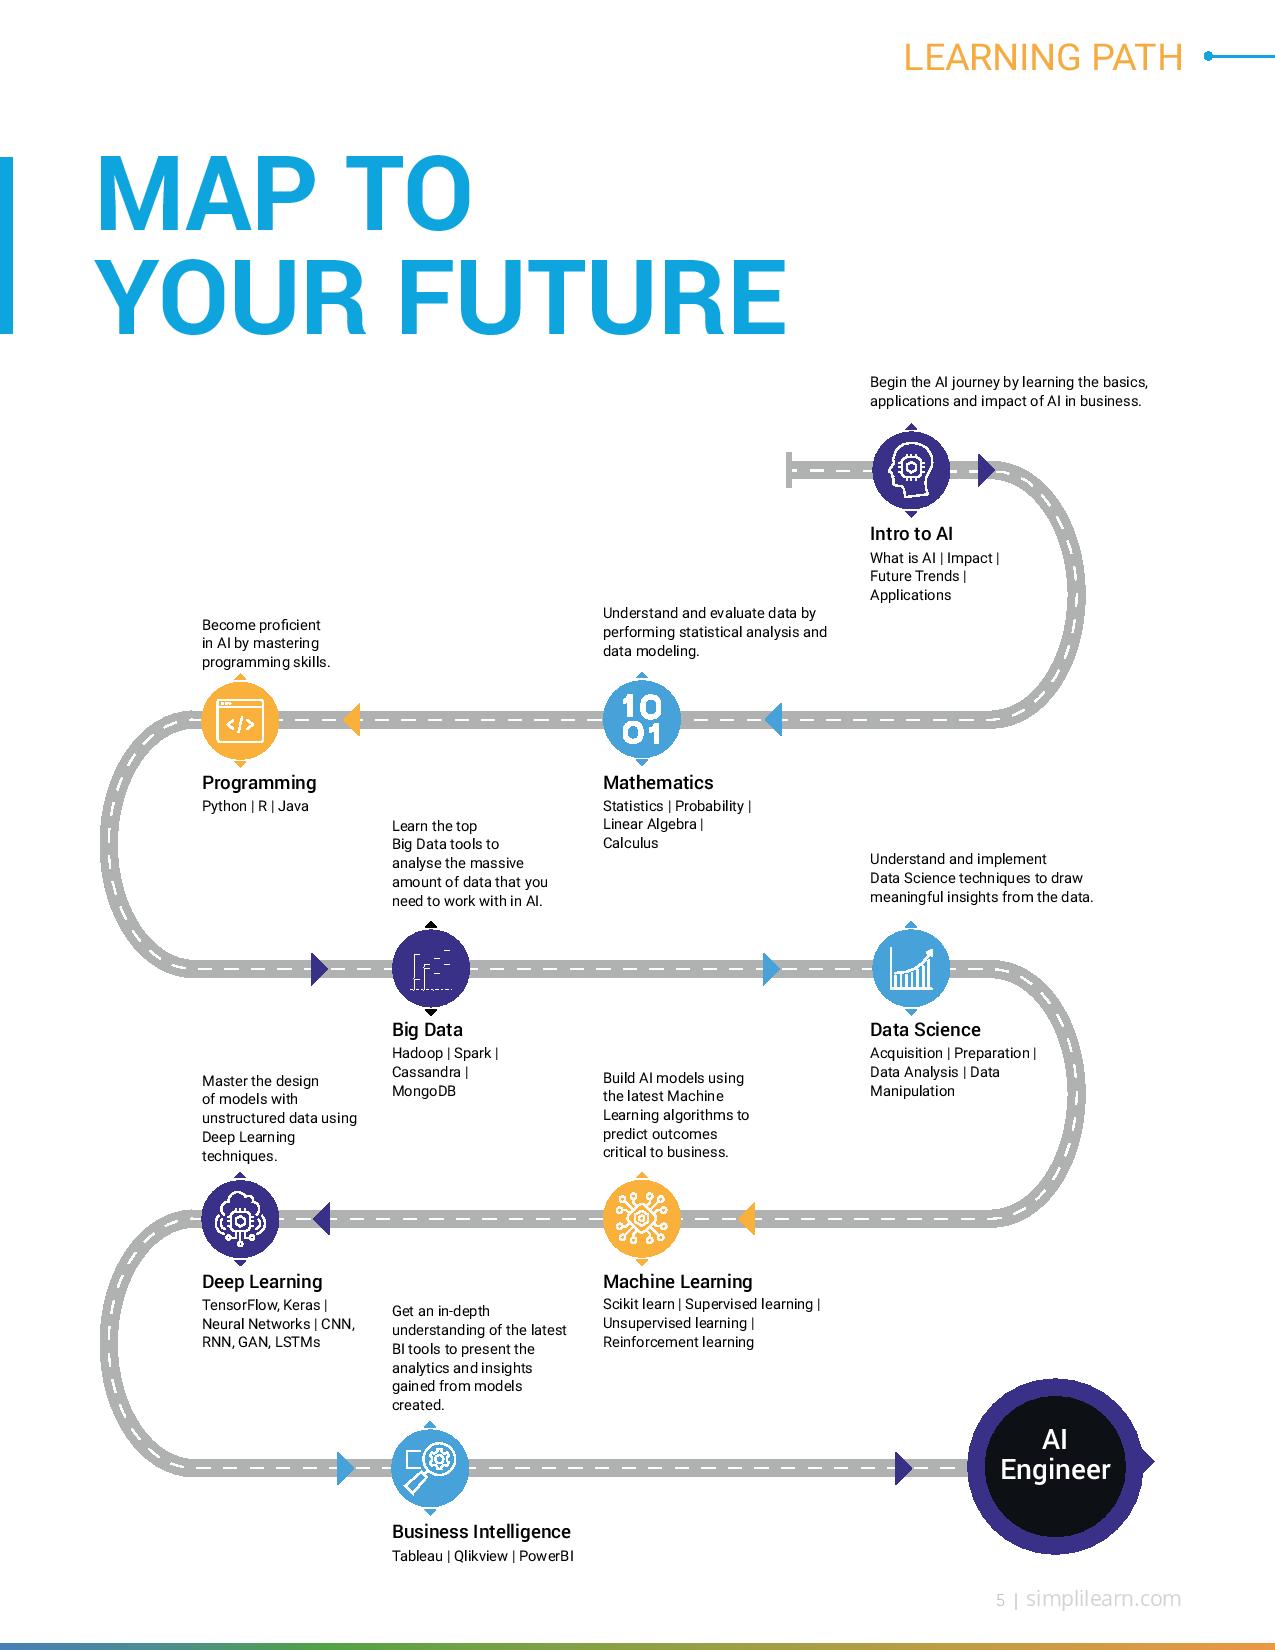 LEARNING PATH
MAP TO
YOUR FUTURE
Begin the AI journey by learning the basics,
applications and impact of AI in business.
Intro to AI
What is AI | Impact |
Future Trends |
Applications
Understand and evaluate data by
performing statistical analysis and
data modeling.
10
01
Mathematics
Statistics | Probability |
Linear Algebra |
Calculus
Become proficient
in AI by mastering
programming skills.
</>
Programming
Python | R | Java
Learn the top
Big Data tools to
analyse the massive
amount of data that you
need to work with in AI.
Big Data
Hadoop | Spark |
Cassandra |
MongoDB
Understand and implement
Data Science techniques to draw
meaningful insights from the data.
Data Science
Acquisition | Preparation |
Data Analysis | Data
Manipulation
Build AI models using
the latest Machine
Learning algorithms to
predict outcomes
critical to business.
Machine Learning
Scikit learn | Supervised learning |
Unsupervised learning |
Reinforcement learning
Master the design
of models with
unstructured data using
Deep Learning
techniques.
Deep Learning
TensorFlow, Keras |
Neural Networks | CNN,
RNN, GAN, LSTMs
Get an in-depth
understanding of the latest
BI tools to present the
analytics and insights
gained from models
created.
Business Intelligence
Tableau | Qlikview | PowerBI
AI
Engineer
5 | simplilearn.com